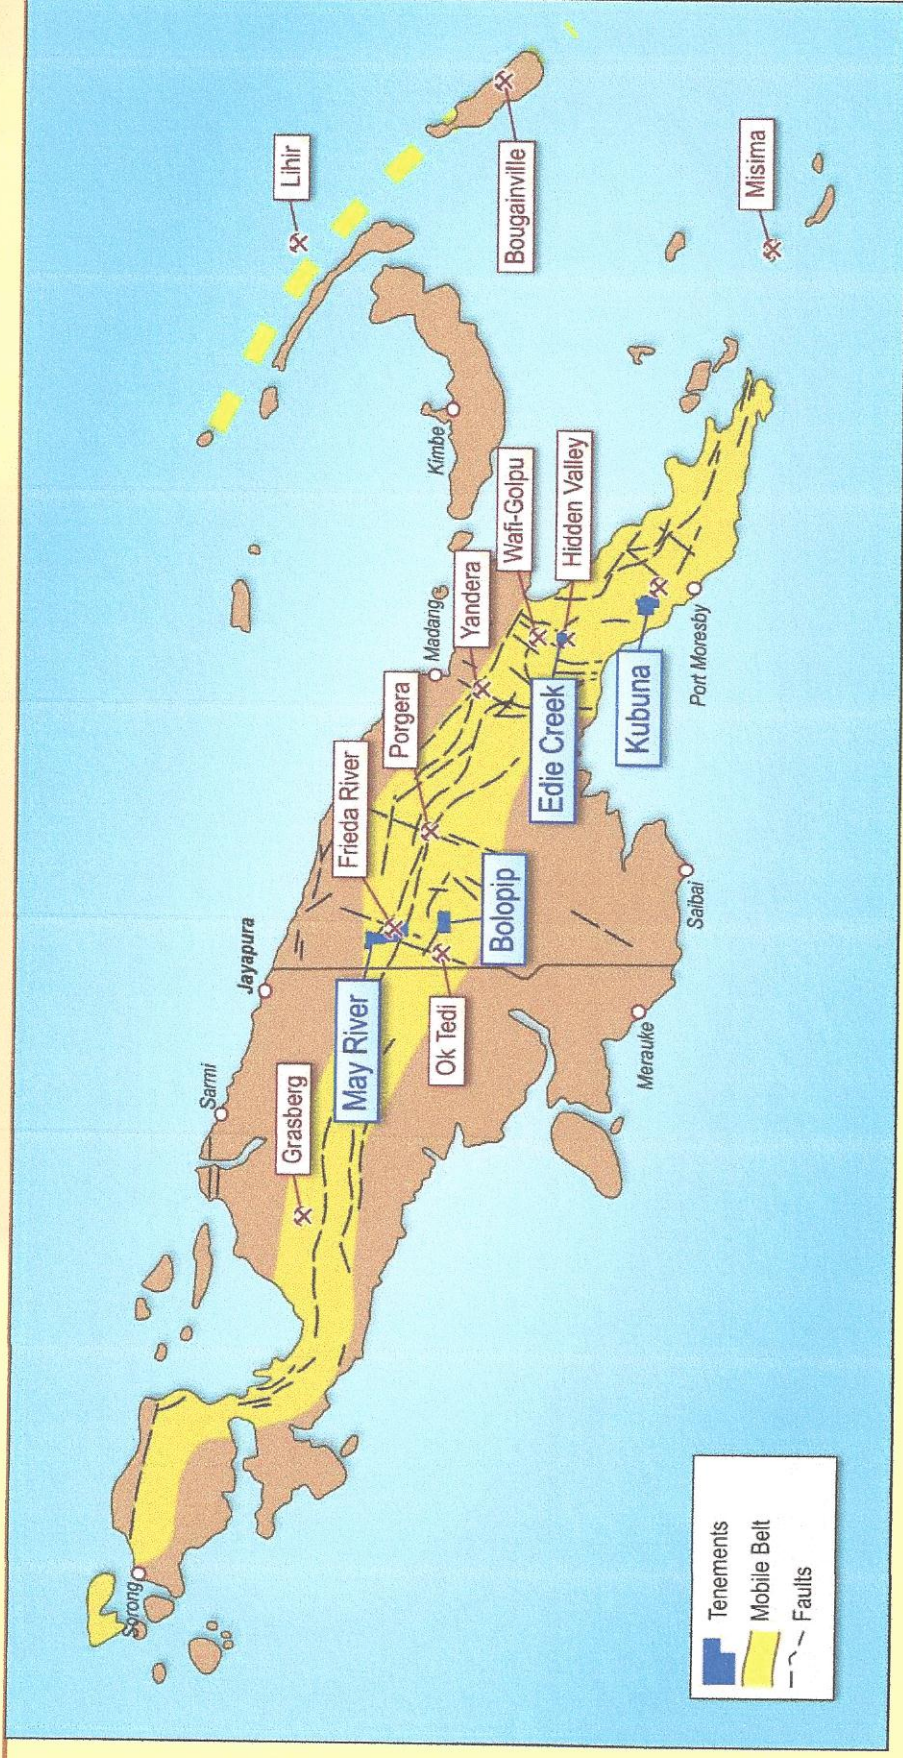 Lihir
Bougainville
Misima
Kimbe
Madang
Yandera
Wafi-Golpu
Hidden Valley
Porgera
Frieda River
Edie Creek
Kubuna
Port Moresby
Bolopip
Jayapura
May River
Ok Tedi
Saibai
Merauke
Sarmi
Grasberg
Sorong
Tenements
Mobile Belt
Faults